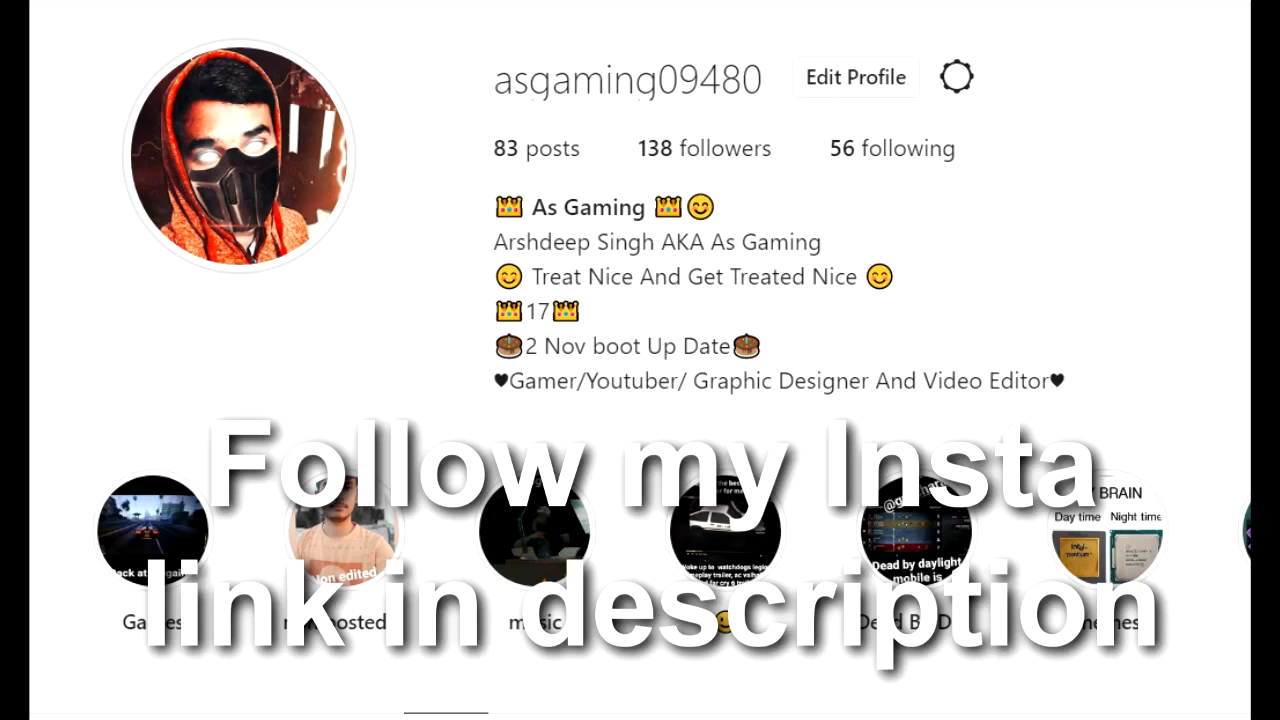 asgaming09480 Edit Profile
83 posts 138 followers 56 following
👑 As Gaming 👑😊
Arshdeep Singh AKA As Gaming
😊 Treat Nice And Get Treated Nice 😊
👑17👑
🎂2 Nov boot Up Date🎂
♥Gamer/Youtuber/ Graphic Designer And Video Editor♥
Follow my Insta
link in description
BRAIN
Day time Night time
intel
pentium
Dead by daylight
mobile is